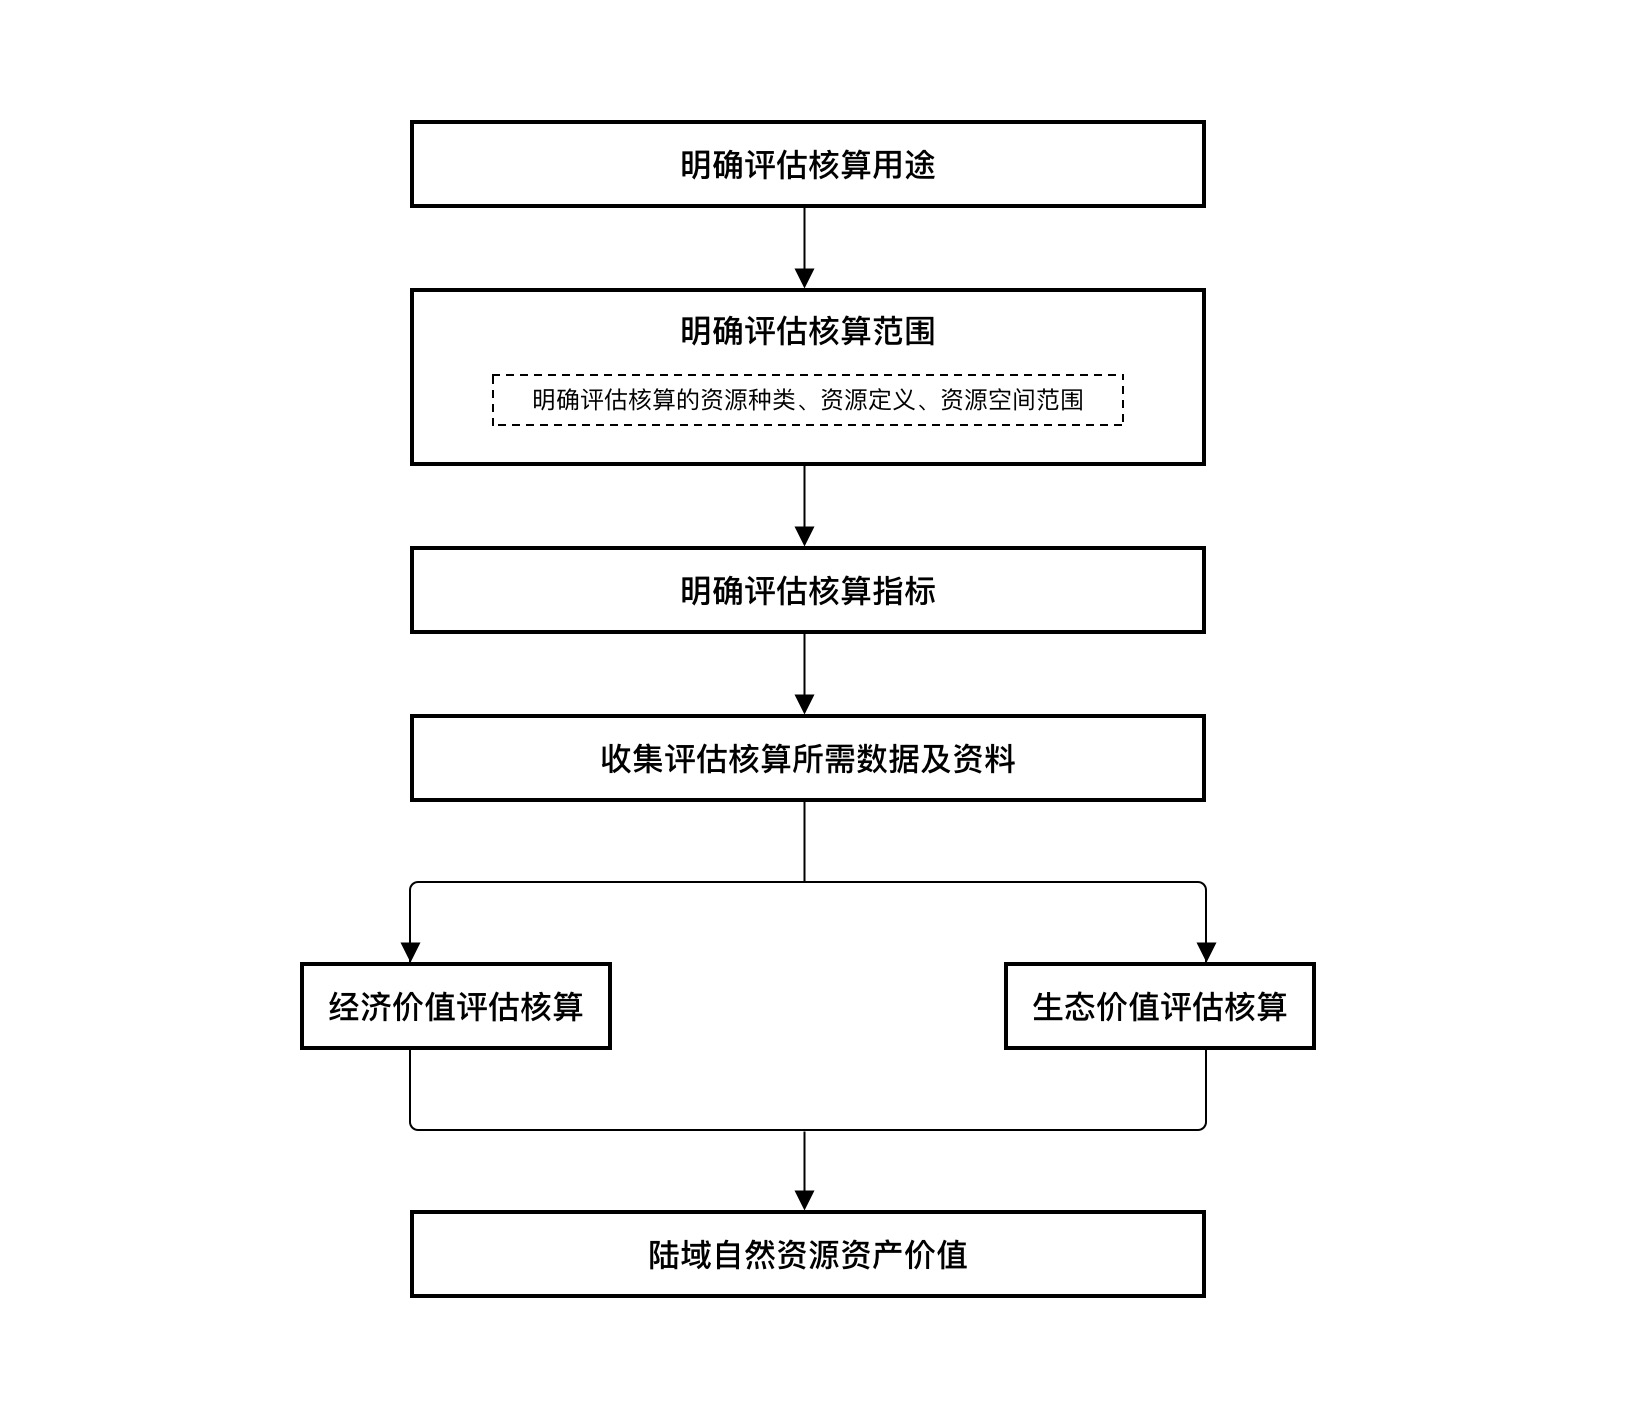 明确评估核算用途
明确评估核算范围
明确评估核算的资源种类、资源定义、资源空间范围
明确评估核算指标
收集评估核算所需数据及资料
经济价值评估核算
生态价值评估核算
陆域自然资源资产价值